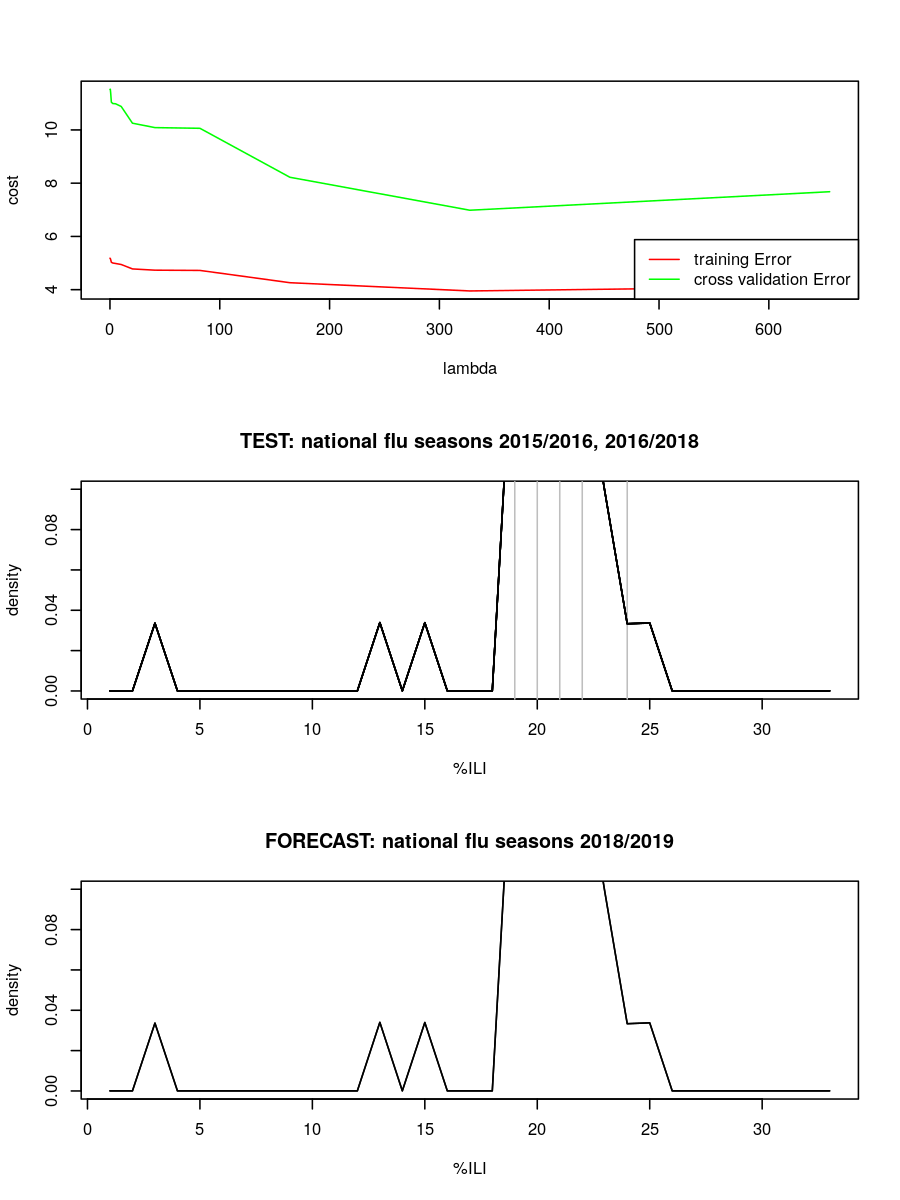 cost
10
8
6
4
training Error
cross validation Error
0 100 200 300 400 500 600
lambda
TEST: national flu seasons 2015/2016, 2016/2018
density
0.08
0.04
0.00
0 5 10 15 20 25 30
%ILI
FORECAST: national flu seasons 2018/2019
density
0.08
0.04
0.00
0 5 10 15 20 25 30
%ILI